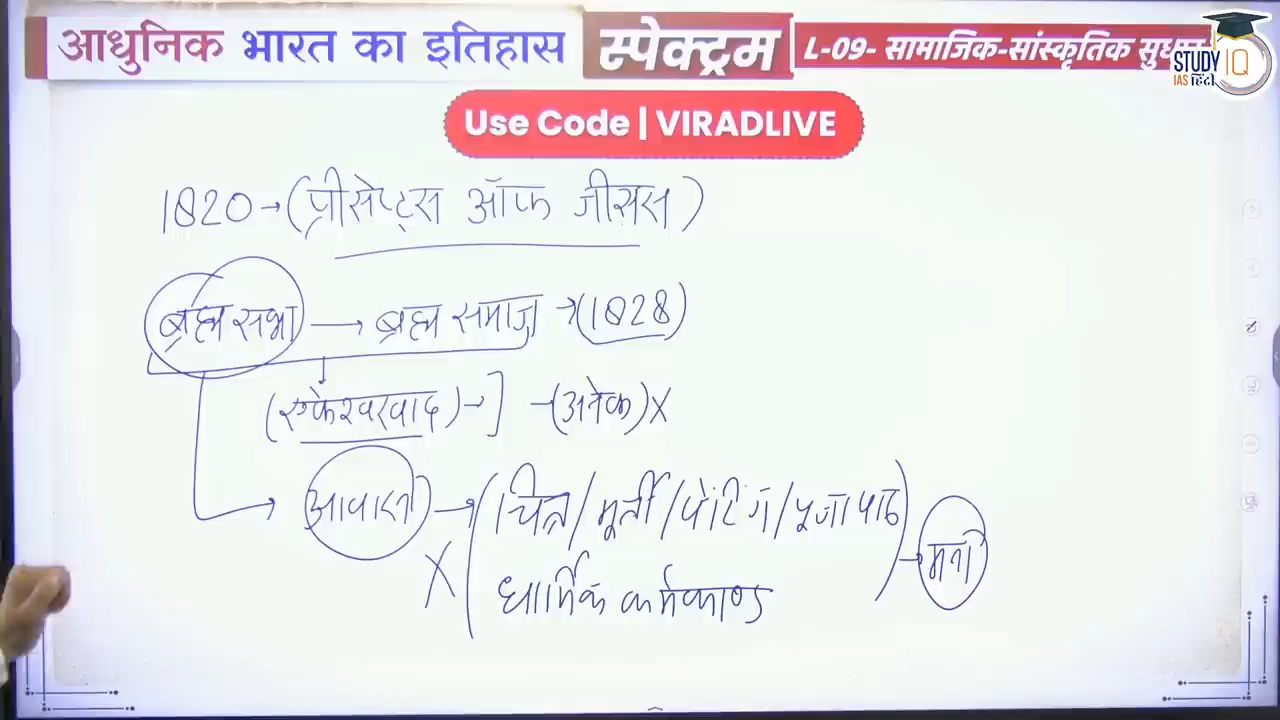 आधुनिक भारत का इतिहास स्पेक्ट्रम L-09- सामाजिक-सांस्कृतिक
STUDY IQ
IAS हिंदी
Use Code | VIRADLIVE
1820 → (प्रीसेप्ट्स ऑफ जीसस)
ब्रह्म सभा → ब्रह्म समाज → (1828)
(एकेश्वरवाद) → ] - (अनेक) X
आवास → (चित्र / मूर्ती / पेंटिंग / पूजा पाठ → मना
X धार्मिक कर्मकाण्ड